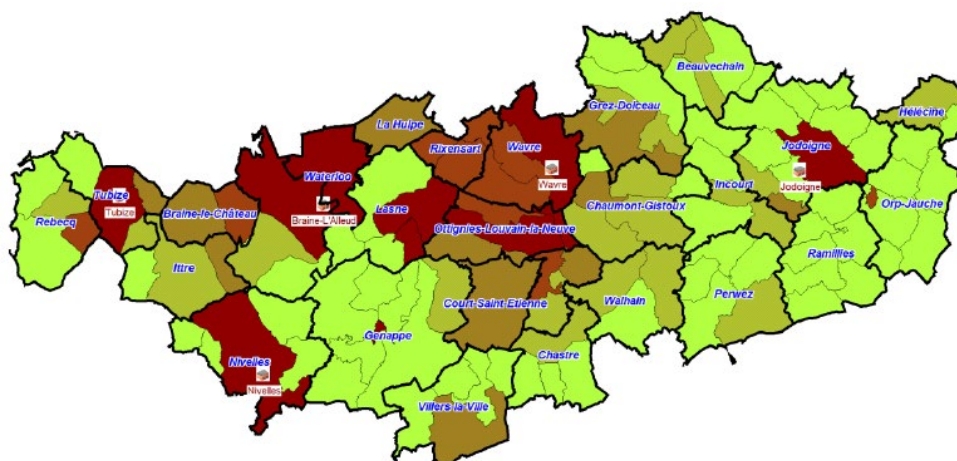 Beauvechain
Hélécine
Grez-Doiceau
La Hulpe
Rixensart
Wavre
Jodoigne
Waterloo
Wavre
Jodoigne
Tubize
Tubize
Braine-le-Château
Braine-L'Alleud
Lasne
Incourt
Chaumont-Gistoux
Orp-Jauche
Rebecq
Ottignies-Louvain-la-Neuve
Ramillies
Ittre
Court-Saint-Etienne
Walhain
Perwez
Genappe
Nivelles
Chastre
Nivelles
Villers la Ville